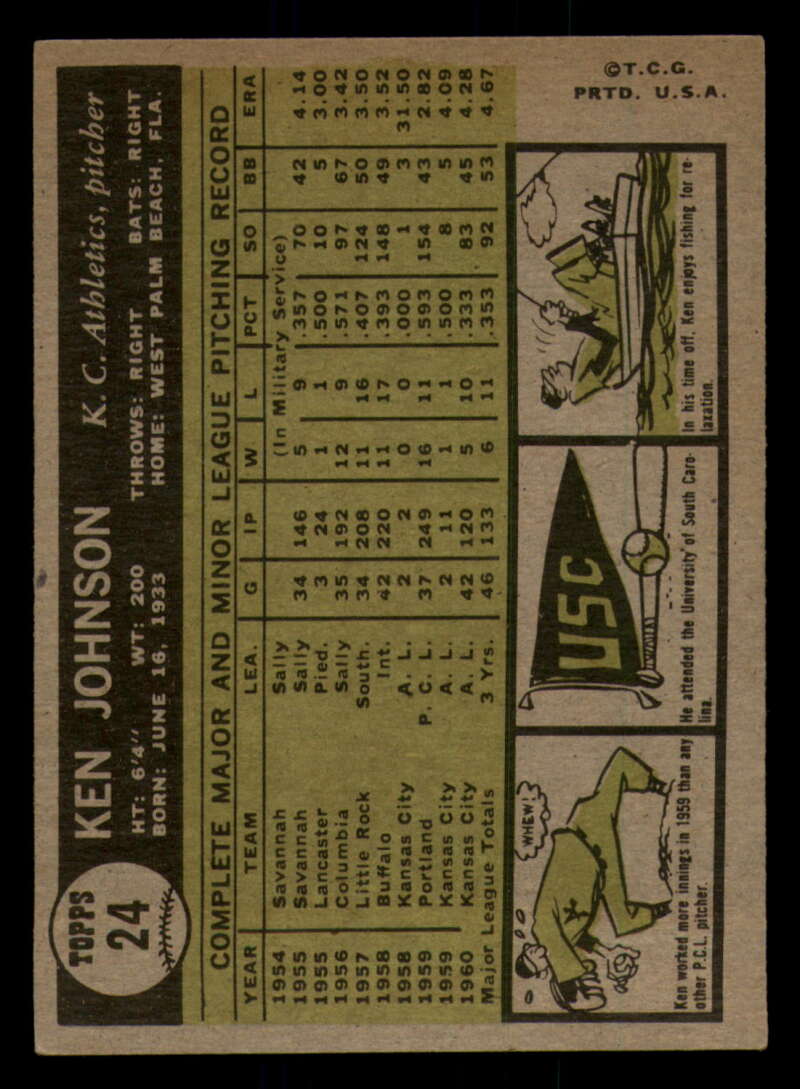 TOPPS
24
KEN JOHNSON K. C. Athletics, pitcher
HT: 6'4" WT: 200 THROWS: RIGHT BATS: RIGHT
BORN: JUNE 16, 1933 HOME: WEST PALM BEACH, FLA.
COMPLETE MAJOR AND MINOR LEAGUE PITCHING RECORD
YEAR TEAM LEA. G IP W L PCT SO BB ERA
1954 Savannah Sally (In Military Service)
1955 Savannah Sally 34 146 5 9 .357 70 42 4.14
1955 Lancaster Pied. 3 24 1 1 .500 10 5 3.00
1956 Columbia Sally 35 192 12 9 .571 97 67 3.42
1957 Little Rock South. 34 208 11 16 .407 124 50 3.50
1958 Buffalo Int. 42 220 11 17 .393 148 49 3.52
1958 Kansas City A. L. 2 2 0 0 .000 1 3 31.50
1959 Portland P. C. L. 37 249 16 11 .593 154 43 2.82
1959 Kansas City A. L. 2 11 1 1 .500 8 5 4.09
1960 Kansas City A. L. 42 120 5 10 .333 83 45 4.28
Major League Totals 3 Yrs. 46 133 6 11 .353 92 53 4.67
WHEW!
Ken worked more innings in 1959 than any
other P.C.L. pitcher.
USC
He attended the University of South Caro-
lina.
In his time off, Ken enjoys fishing for re-
laxation.
©T.C.G.
PRTD. U.S.A.